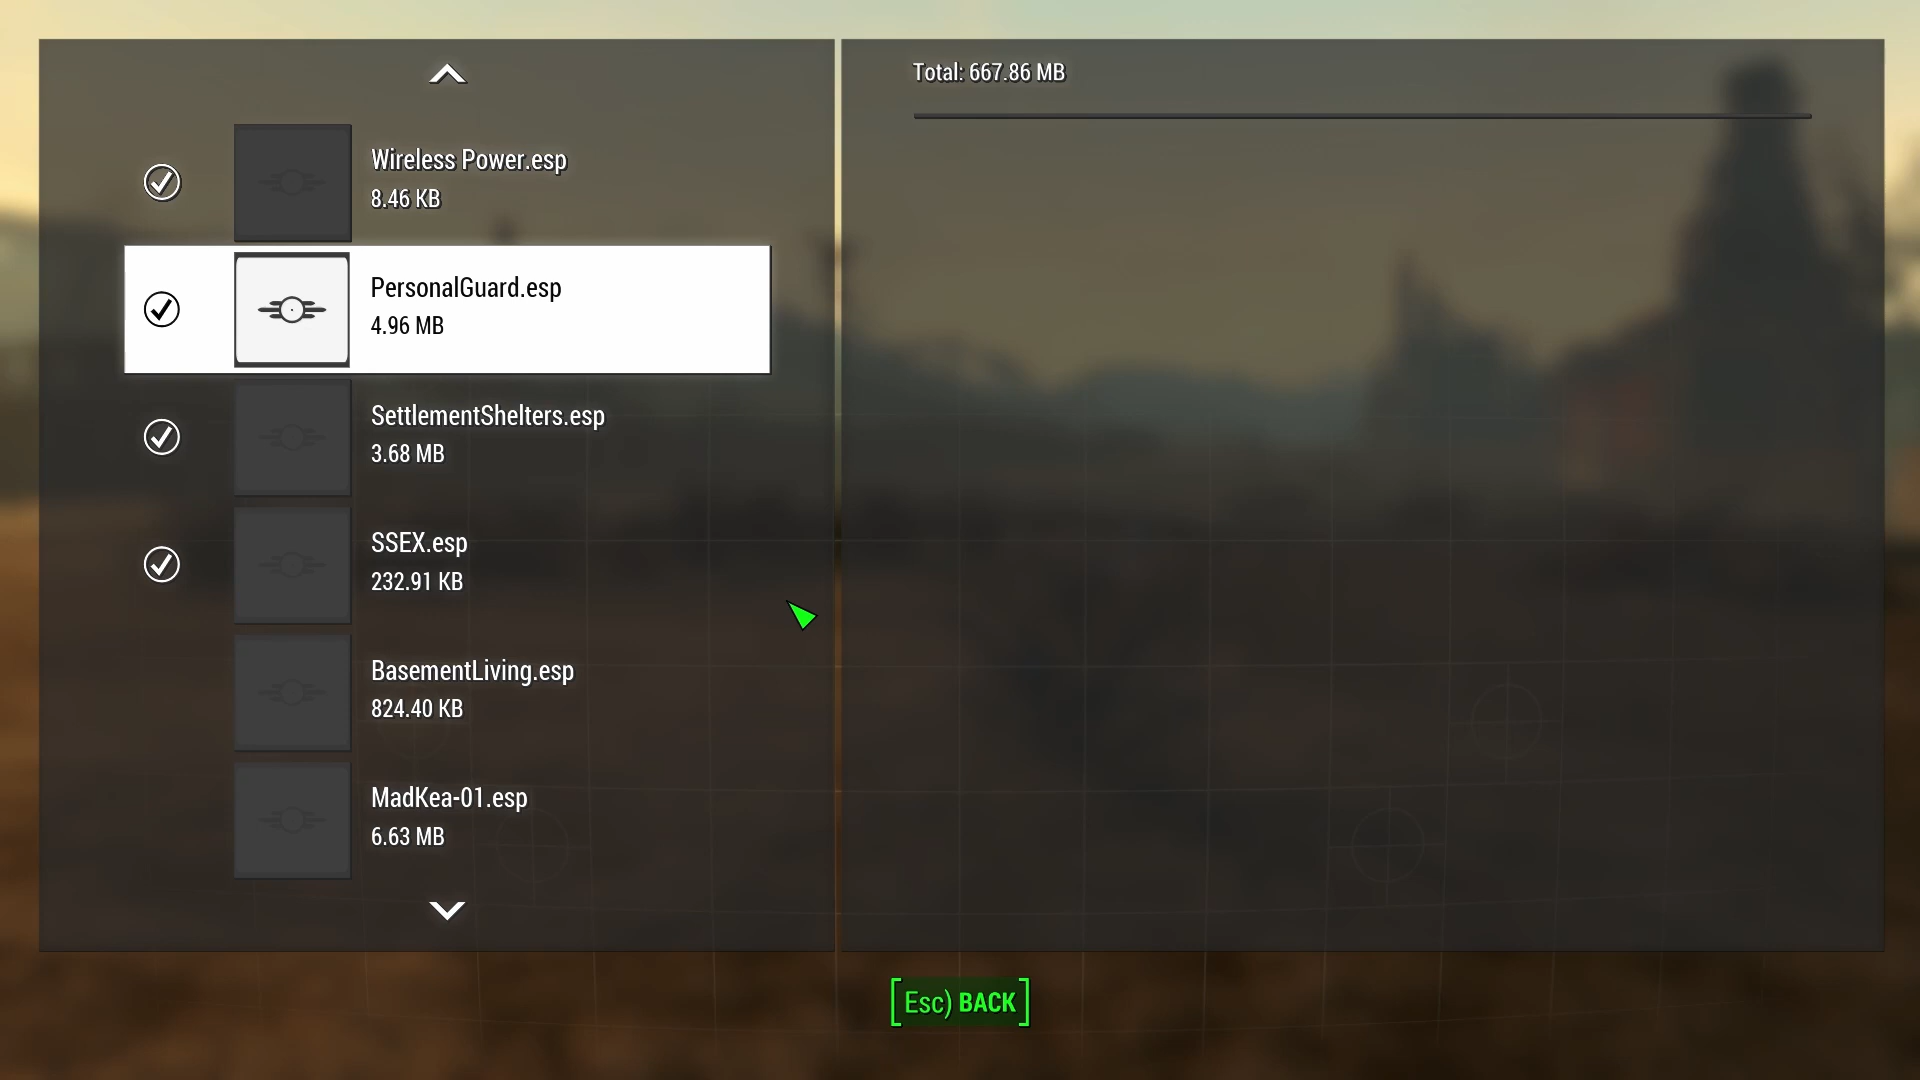 Total: 667.86 MB
Wireless Power.esp
8.46 KB
PersonalGuard.esp
4.96 MB
SettlementShelters.esp
3.68 MB
SSEX.esp
232.91 KB
BasementLiving.esp
824.40 KB
MadKea-01.esp
6.63 MB
[Esc) BACK]